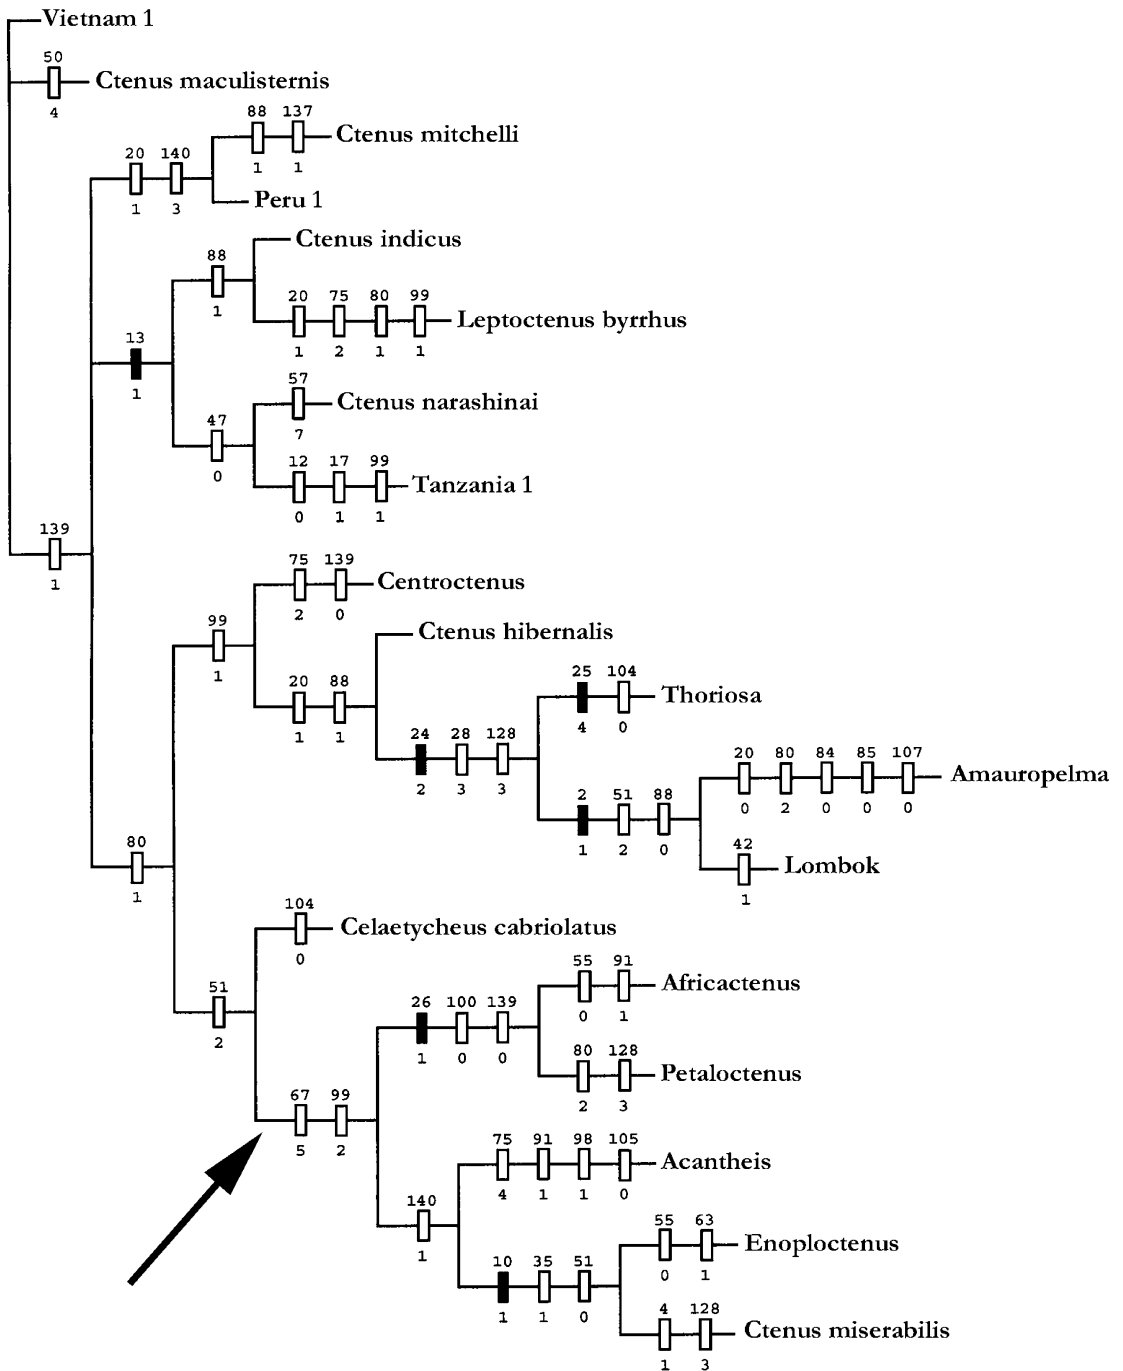 Vietnam 1
50
Ctenus maculisternis
4
88 137
Ctenus mitchelli
20 140
1 1
Peru 1
1 3
Ctenus indicus
88
20 75 80 99
1
Leptoctenus byrrhus
13
1 2 1 1
57
1
Ctenus narashinai
47
7
12 17 99
0
Tanzania 1
0 1 1
139
75 139
1
Centroctenus
99
2 0
Ctenus hibernalis
25 104
1
20 88
Thoriosa
1 1
24 28 128
4 0
20 80 84 85 107
Amauropelma
2 3 3
2 51 88
0 2 0 0 0
80
42
1 2 0
Lombok
1
1
104
Celaetycheus cabriolatus
0
55 91
51
Africactenus
26 100 139
0 1
2
80 128
1 0 0
Petaloctenus
67 99
2 3
75 91 98 105
5 2
Acantheis
140
4 1 1 0
55 63
1
Enoploctenus
10 35 51
0 1
4 128
1 1 0
Ctenus miserabilis
1 3